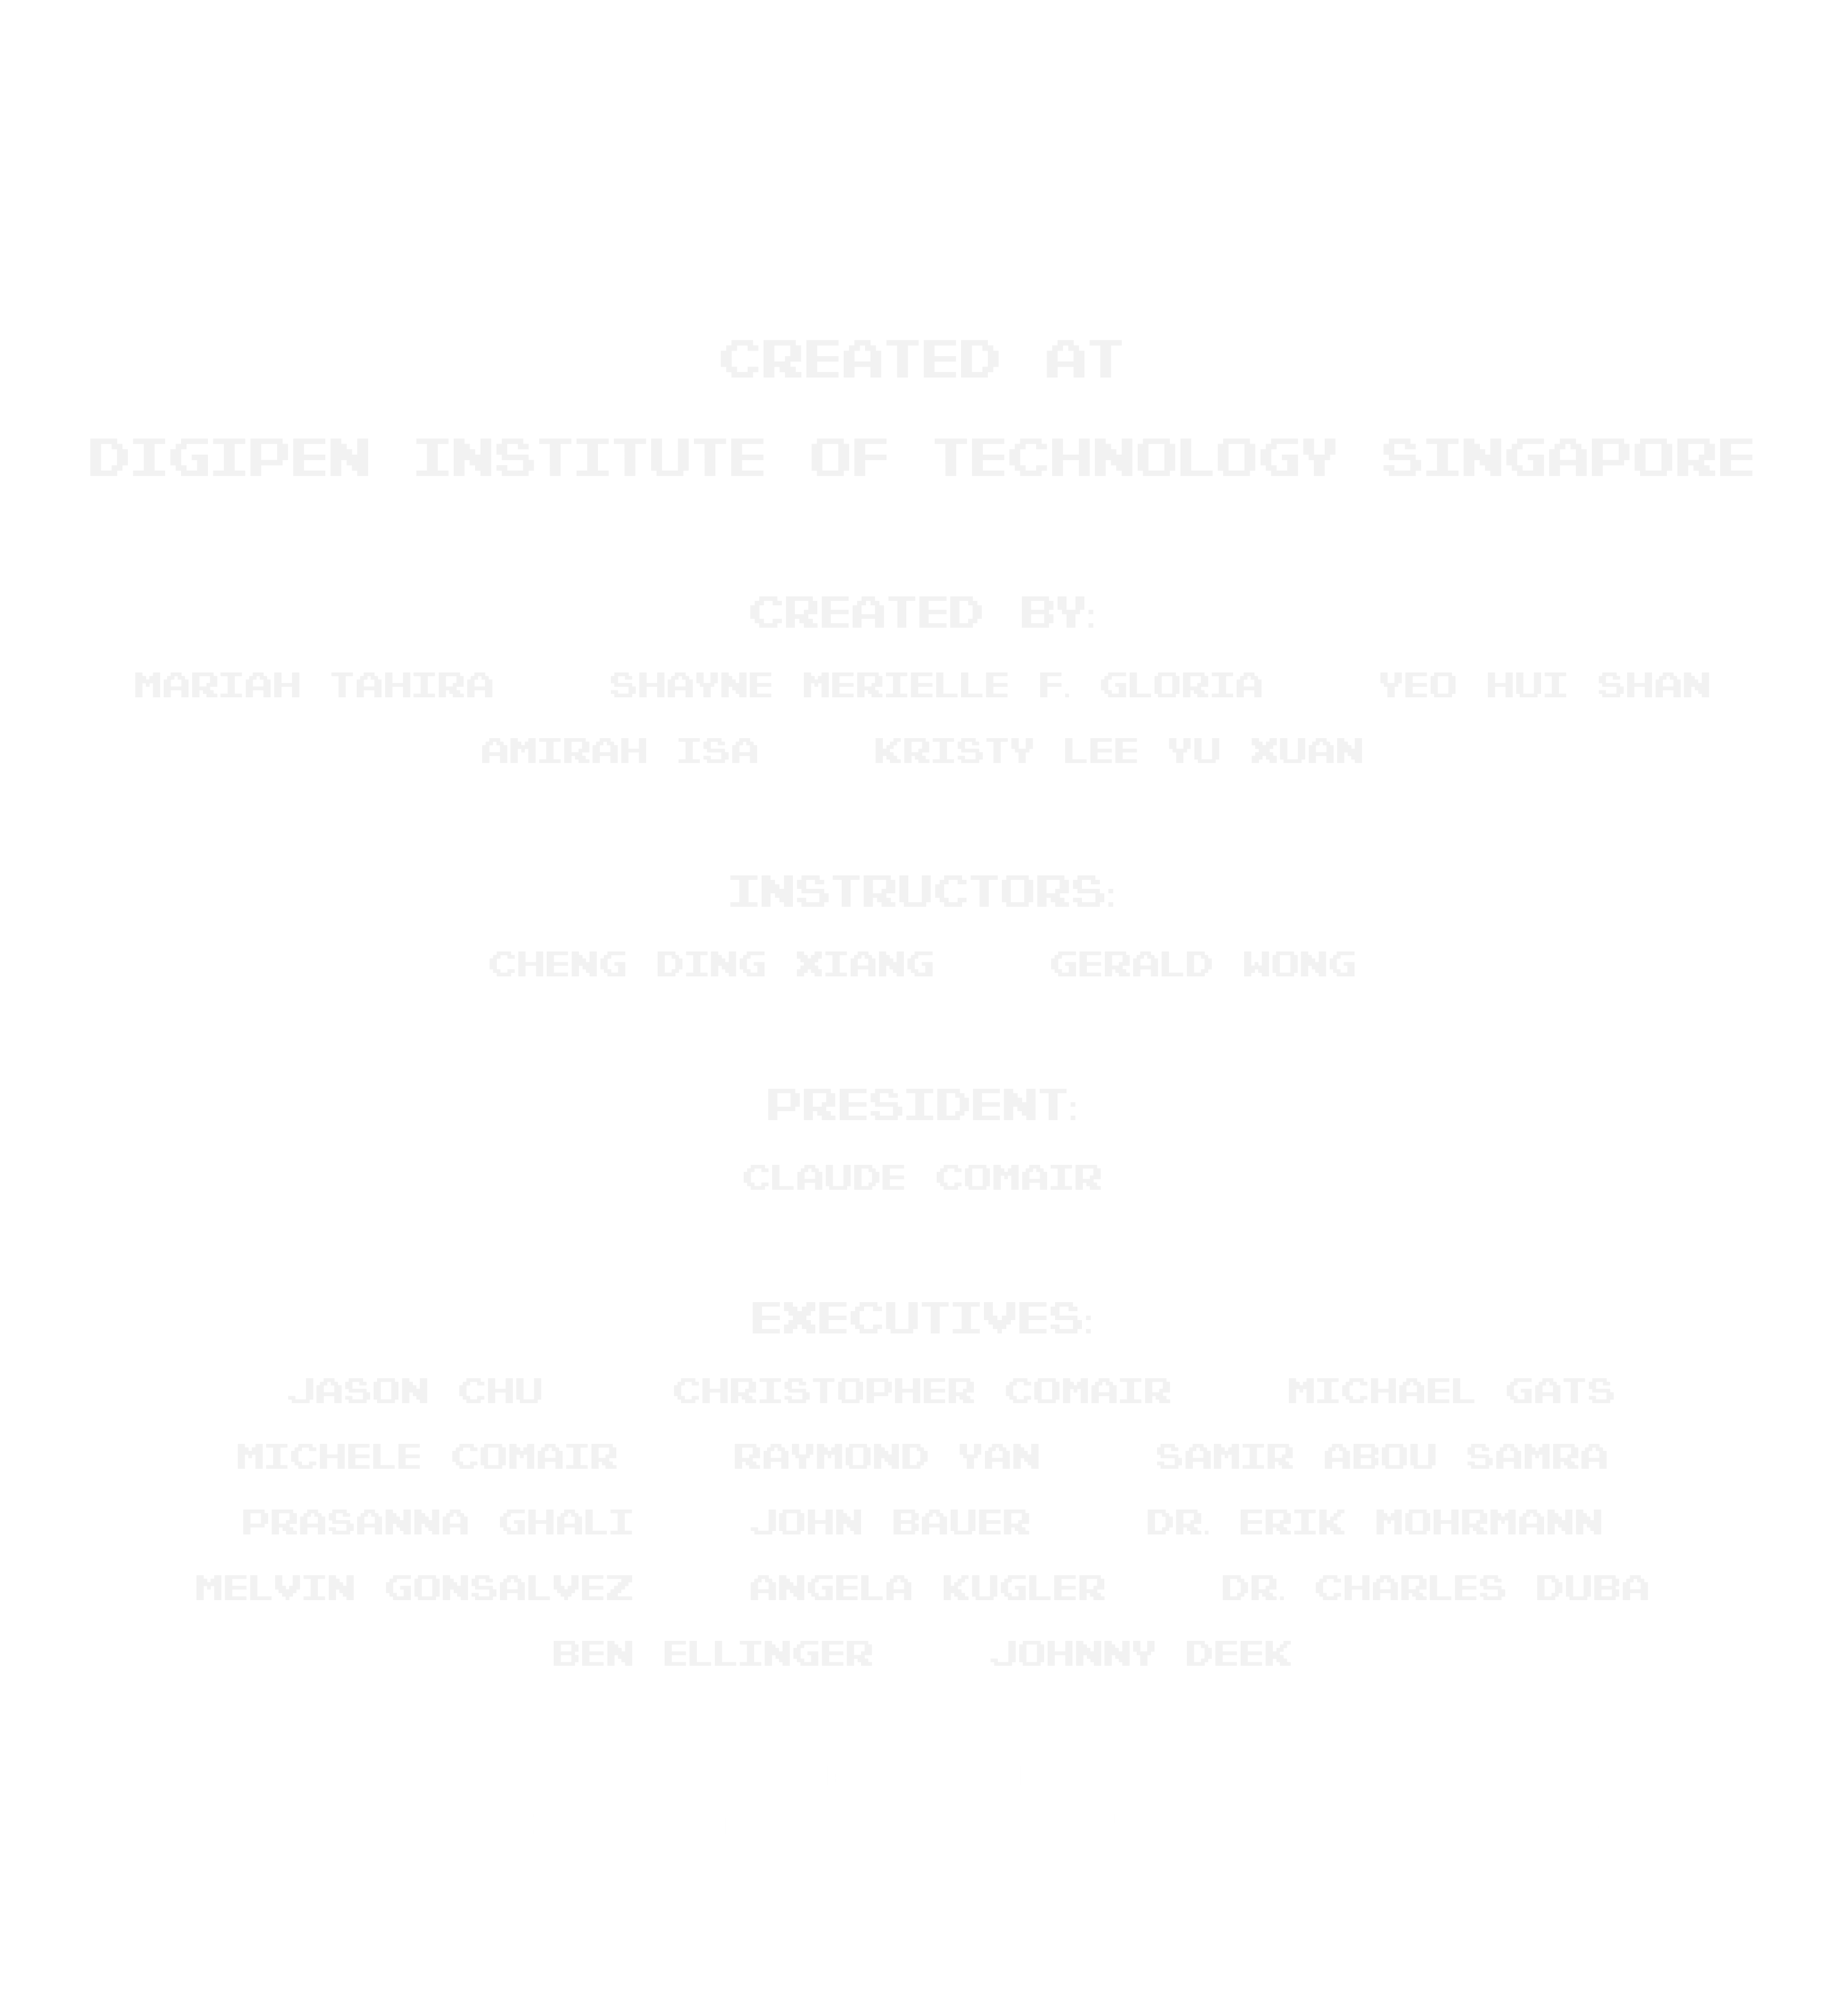 CREATED AT
DIGIPEN INSTITUTE OF TECHNOLOGY SINGAPORE
CREATED BY:
MARIAH TAHIRA SHAYNE MERIELLE F. GLORIA YEO HUI SHAN
AMIRAH ISA KRISTY LEE YU XUAN
INSTRUCTORS:
CHENG DING XIANG GERALD WONG
PRESIDENT:
CLAUDE COMAIR
EXECUTIVES:
JASON CHU CHRISTOPHER COMAIR MICHAEL GATS
MICHELE COMAIR RAYMOND YAN SAMIR ABOU SAMRA
PRASANNA GHALI JOHN BAUER DR. ERIK MOHRMANN
MELVIN GONSALVEZ ANGELA KUGLER DR. CHARLES DUBA
BEN ELLINGER JOHNNY DEEK